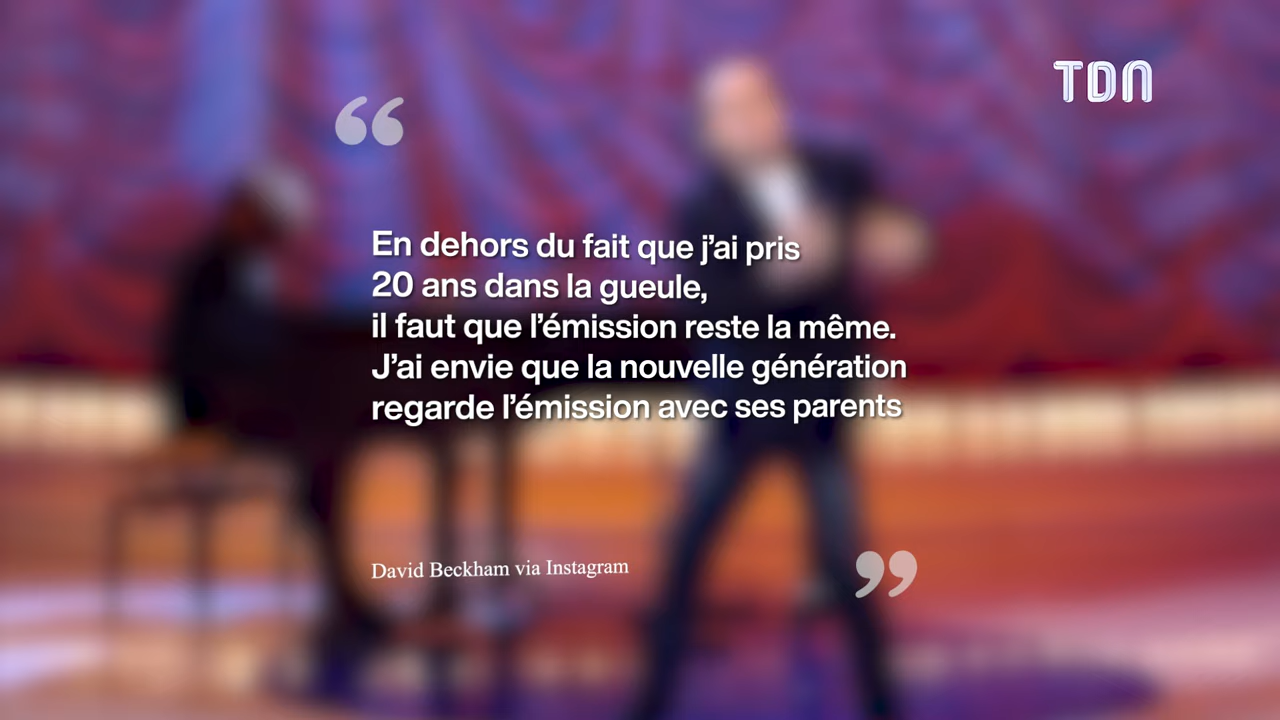 TDN
“
En dehors du fait que j’ai pris
20 ans dans la gueule,
il faut que l’émission reste la même.
J’ai envie que la nouvelle génération
regarde l’émission avec ses parents
David Beckham via Instagram
”